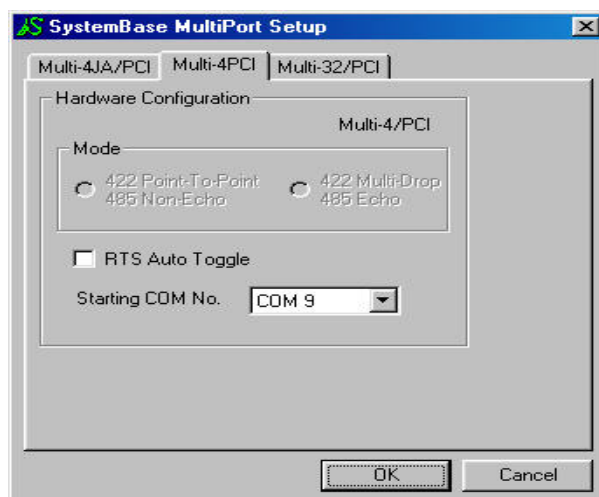 SystemBase MultiPort Setup
Multi-4JA/PCI Multi-4PCI Multi-32/PCI
Hardware Configuration
Multi-4/PCI
Mode
422 Point-To-Point
485 Non-Echo
422 Multi-Drop
485 Echo
RTS Auto Toggle
Starting COM No. COM 9
OK Cancel